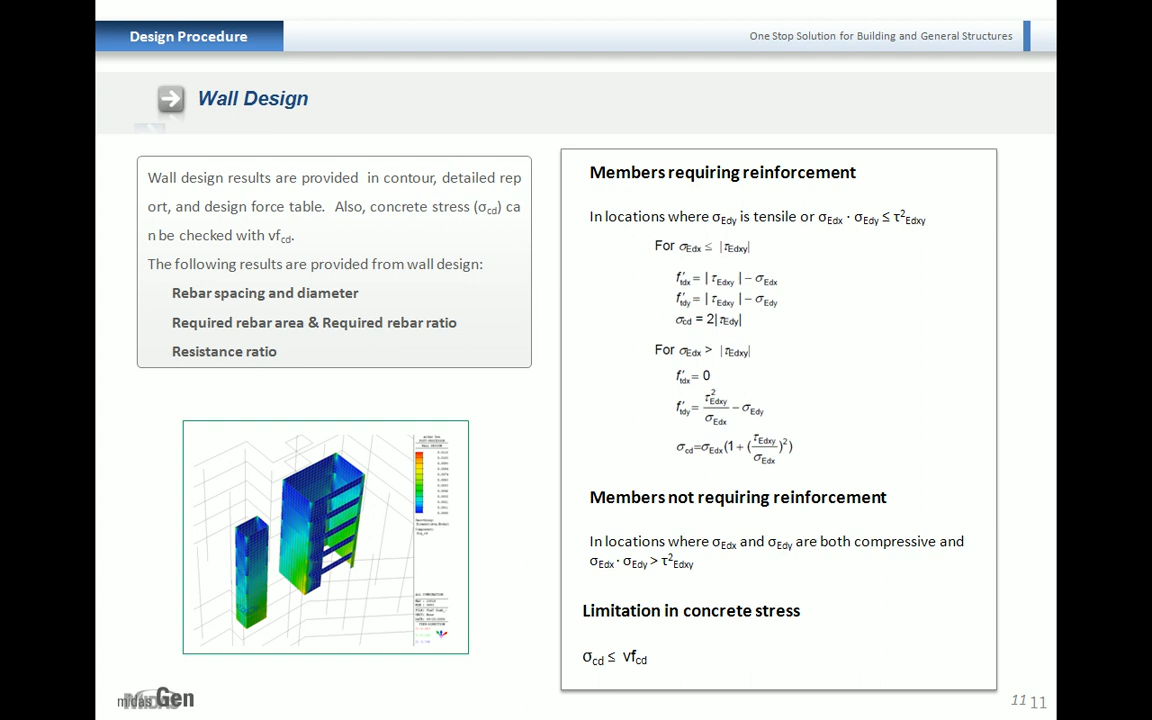 Design Procedure
One Stop Solution for Building and General Structures
Wall Design
Wall design results are provided in contour, detailed rep
ort, and design force table. Also, concrete stress (σcd) ca
n be checked with νfcd.
The following results are provided from wall design:
Rebar spacing and diameter
Required rebar area & Required rebar ratio
Resistance ratio
Members requiring reinforcement
In locations where σEdy is tensile or σEdx · σEdy ≤ τ²Edxy
For σEdx ≤ |τEdxy|
f'tdx = |τEdxy| − σEdx
f'tdy = |τEdxy| − σEdy
σcd = 2|τEdy|
For σEdx > |τEdxy|
f'tdx = 0
f'tdy = τ²Edxy / σEdx − σEdy
σcd=σEdx(1+(τEdxy / σEdx)²)
Members not requiring reinforcement
In locations where σEdx and σEdy are both compressive and
σEdx · σEdy > τ²Edxy
Limitation in concrete stress
σcd ≤ νfcd
midas Gen
11 11